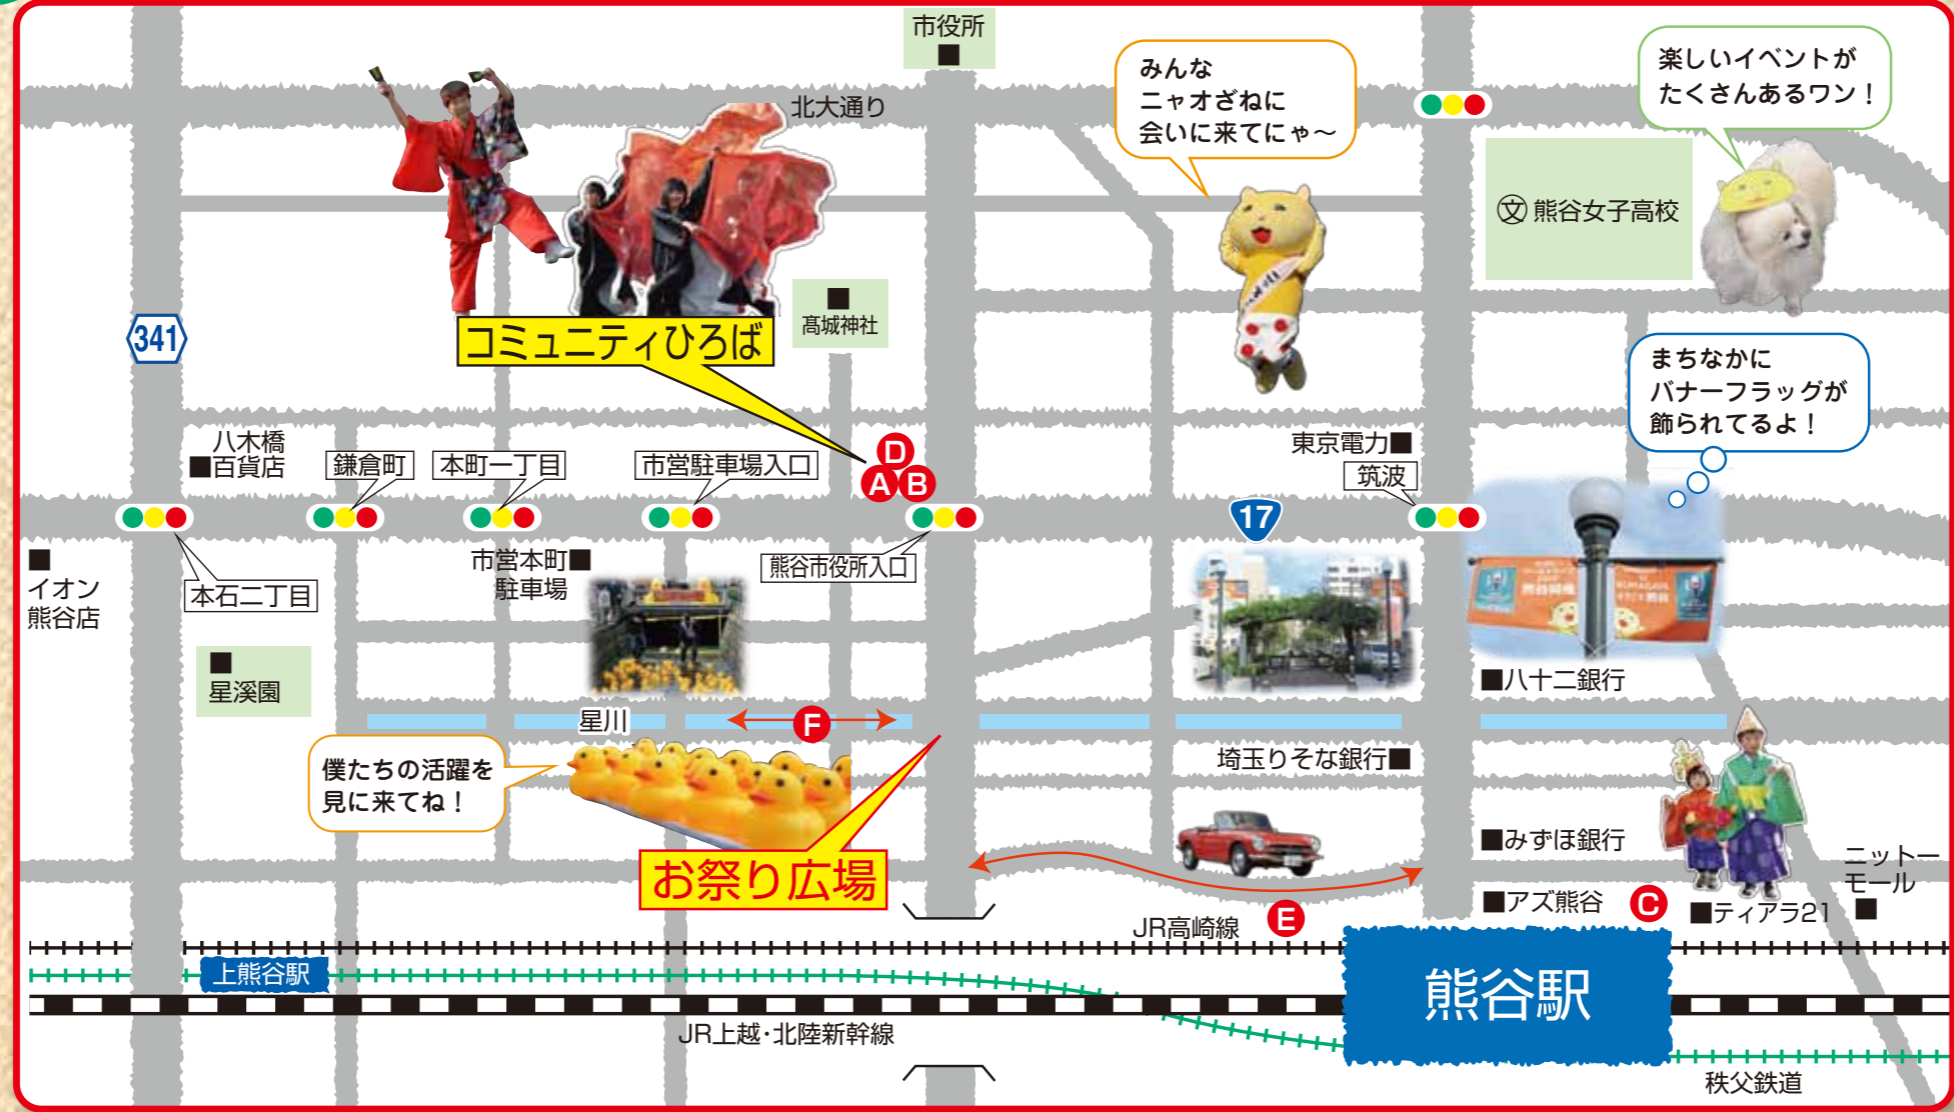 市役所
北大通り
みんな
ニャオざねに
会いに来てにゃ～
楽しいイベントが
たくさんあるワン！
文 熊谷女子高校
341
コミュニティひろば
■
髙城神社
まちなかに
バナーフラッグが
飾られてるよ！
八木橋
■百貨店
鎌倉町
本町一丁目
市営駐車場入口
D
A B
東京電力■
筑波
17
■
イオン
熊谷店
本石二丁目
市営本町■
駐車場
熊谷市役所入口
■
星溪園
■八十二銀行
星川
F
僕たちの活躍を
見に来てね！
埼玉りそな銀行■
お祭り広場
■みずほ銀行
ニットー
モール
■アズ熊谷
C
■ティアラ21
E
JR高崎線
上熊谷駅
熊谷駅
JR上越・北陸新幹線
秩父鉄道